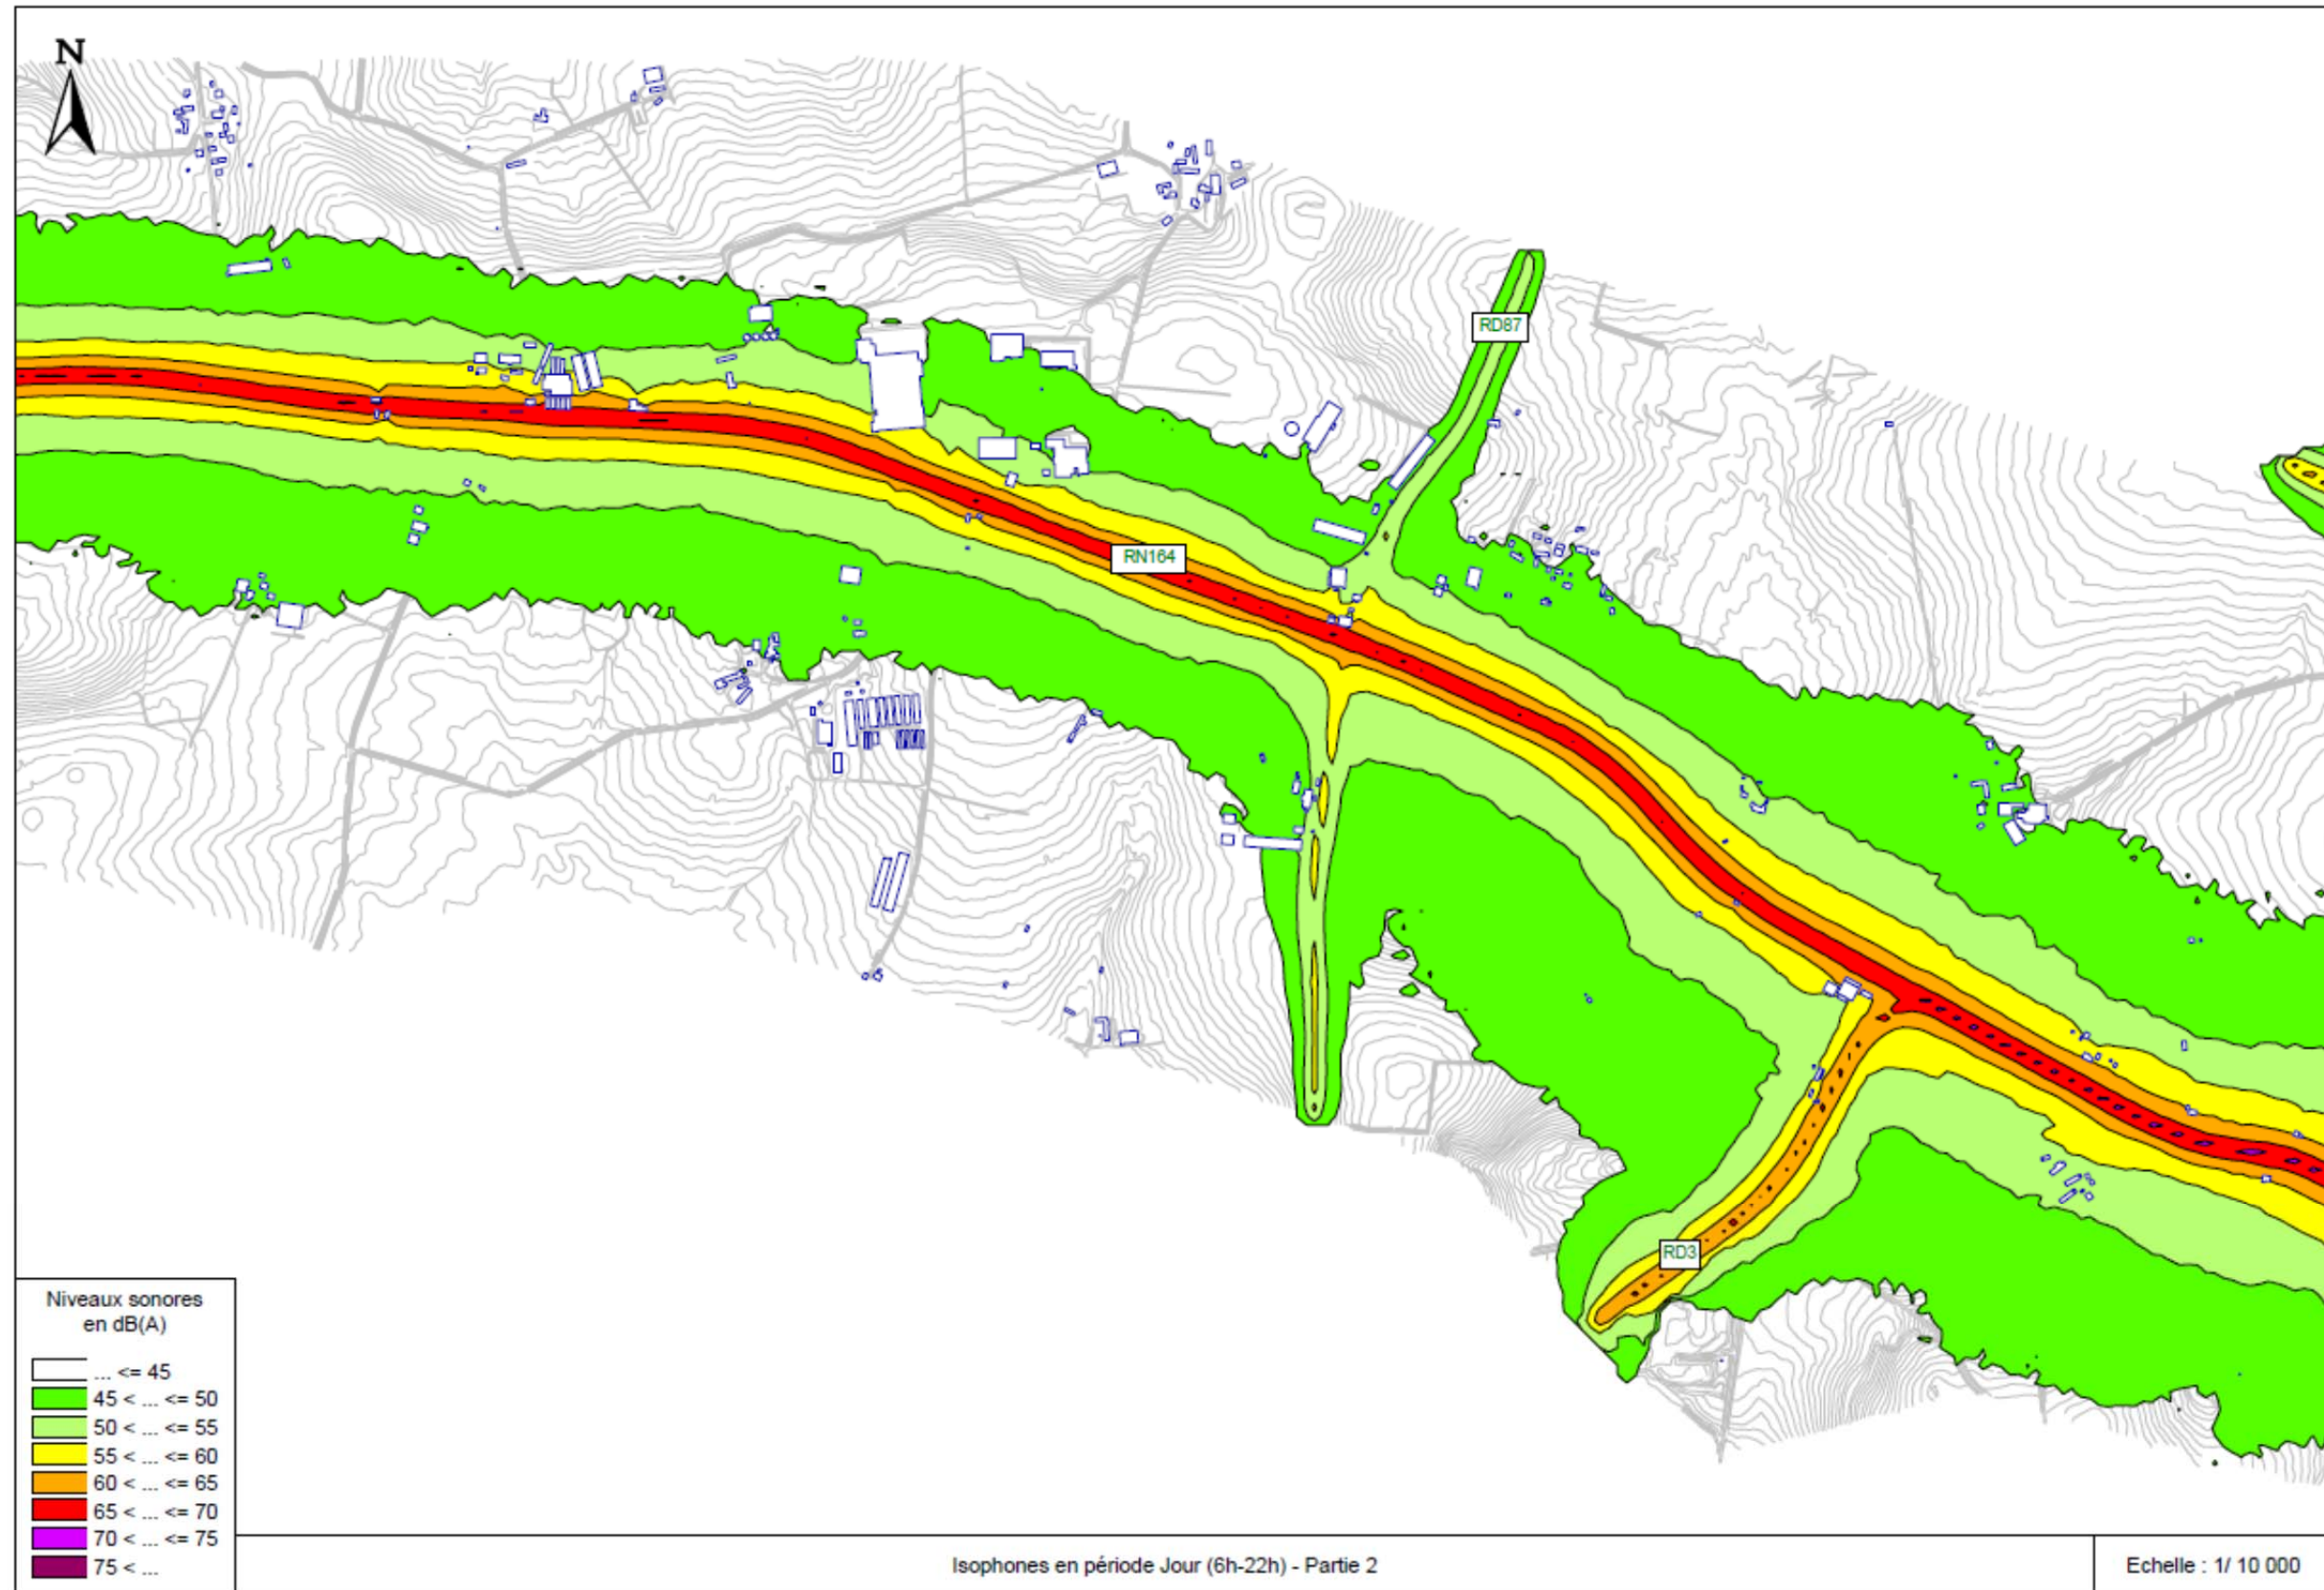 N
RD87
RN164
RD3
Niveaux sonores
en dB(A)
... <= 45
45 < ... <= 50
50 < ... <= 55
55 < ... <= 60
60 < ... <= 65
65 < ... <= 70
70 < ... <= 75
75 < ...
Isophones en période Jour (6h-22h) - Partie 2
Echelle : 1/ 10 000